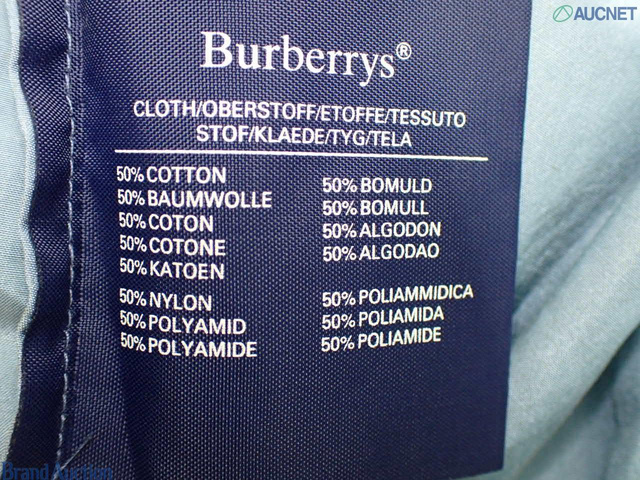 AUCNET
Burberrys®
CLOTH/OBERSTOFF/ETOFFE/TESSUTO
STOF/KLAEDE/TYG/TELA
50% COTTON
50% BAUMWOLLE
50% COTON
50% COTONE
50% KATOEN
50% NYLON
50% POLYAMID
50% POLYAMIDE
50% BOMULD
50% BOMULL
50% ALGODON
50% ALGODAO
50% POLIAMMIDICA
50% POLIAMIDA
50% POLIAMIDE
Brand Auction